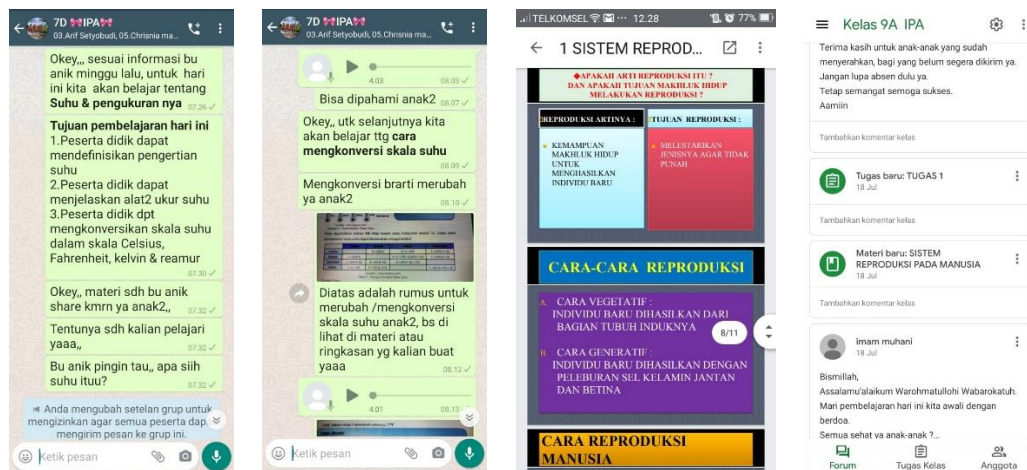 7D 🎀IPA🎀
03.Arif Setyobudi, 05.Chrisnia ma...
Okey,,, sesuai informasi bu
anik minggu lalu, untuk hari
ini kita akan belajar tentang
Suhu & pengukuran nya 07.26
Tujuan pembelajaran hari ini
1.Peserta didik dapat
mendefinisikan pengertian
suhu
2.Peserta didik dapat
menjelaskan alat2 ukur suhu
3.Peserta didik dpt
mengkonversikan skala suhu
dalam skala Celsius,
Fahrenheit, kelvin & reamur
07.30
Okey,, materi sdh bu anik
share kmrn ya anak2,, 07.32
Tentunya sdh kalian pelajari
yaaa,, 07.32
Bu anik pingin tau,, apa siih
suhu ituu? 07.32
Anda mengubah setelan grup untuk
mengizinkan agar semua peserta dap
mengirim pesan ke grup ini.
Ketik pesan
7D 🎀IPA🎀
03.Arif Setyobudi, 05.Chrisnia ma...
4.03 08.03
Bisa dipahami anak2 08.07
Okey,, utk selanjutnya kita
akan belajar ttg cara
mengkonversi skala suhu
08.09
Mengkonversi brarti merubah
ya anak2 08.10
Diatas adalah rumus untuk
merubah /mengkonversi
skala suhu anak2, bs di
lihat di materi atau
ringkasan yg kalian buat
yaaa 08.12
4.01 08.13
Ketik pesan
TELKOMSEL ··· 12.28 77%
1 SISTEM REPROD...
APAKAH ARTI REPRODUKSI ITU ?
DAN APAKAH TUJUAN MAKHLUK HIDUP
MELAKUKAN REPRODUKSI ?
REPRODUKSI ARTINYA :
KEMAMPUAN
MAKHLUK HIDUP
UNTUK
MENGHASILKAN
INDIVIDU BARU
TUJUAN REPRODUKSI :
MELESTARIKAN
JENISNYA AGAR TIDAK
PUNAH
CARA-CARA REPRODUKSI
A. CARA VEGETATIF :
INDIVIDU BARU DIHASILKAN DARI
BAGIAN TUBUH INDUKNYA
8/11
B. CARA GENERATIF :
INDIVIDU BARU DIHASILKAN DENGAN
PELEBURAN SEL KELAMIN JANTAN
DAN BETINA
CARA REPRODUKSI
MANUSIA
Kelas 9A IPA
Terima kasih untuk anak-anak yang sudah
menyerahkan, bagi yang belum segera dikirim ya.
Jangan lupa absen dulu ya.
Tetap semangat semoga sukses.
Aamiin
Tambahkan komentar kelas
Tugas baru: TUGAS 1
18 Jul
Tambahkan komentar kelas
Materi baru: SISTEM
REPRODUKSI PADA MANUSIA
18 Jul
Tambahkan komentar kelas
imam muhani
18 Jul
Bismillah,
Assalamu'alaikum Warohmatullohi Wabarokatuh.
Mari pembelajaran hari ini kita awali dengan
berdoa.
Semua sehat ya anak-anak ?...
Forum
Tugas Kelas
Anggota